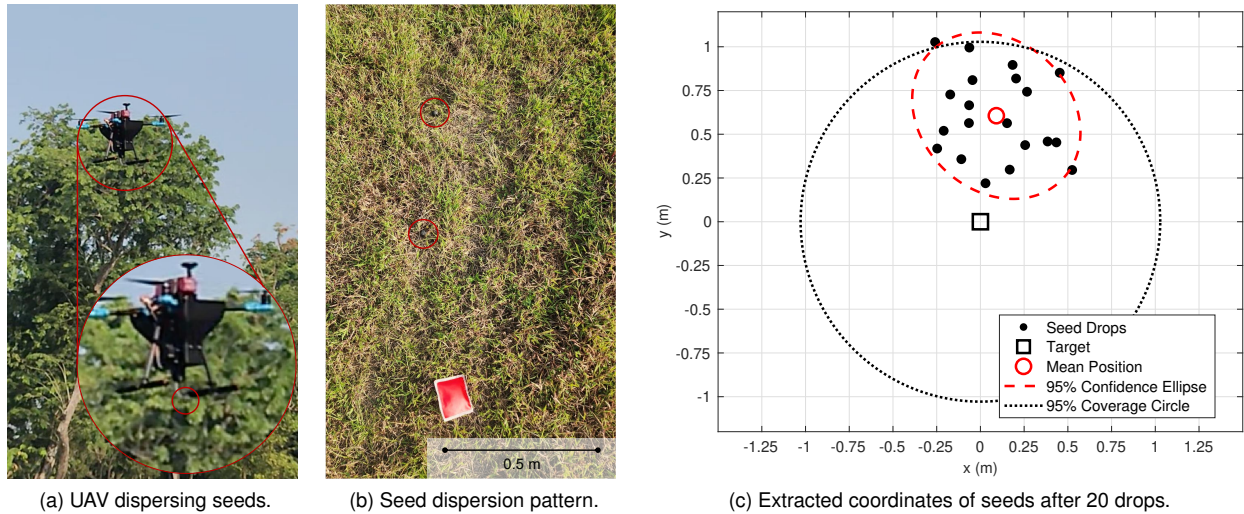 0.5 m
1
0.75
0.5
0.25
0
-0.25
-0.5
-0.75
-1
y (m)
Seed Drops
Target
Mean Position
95% Confidence Ellipse
95% Coverage Circle
-1.25 -1 -0.75 -0.5 -0.25 0 0.25 0.5 0.75 1 1.25
x (m)
(a) UAV dispersing seeds.
(b) Seed dispersion pattern.
(c) Extracted coordinates of seeds after 20 drops.